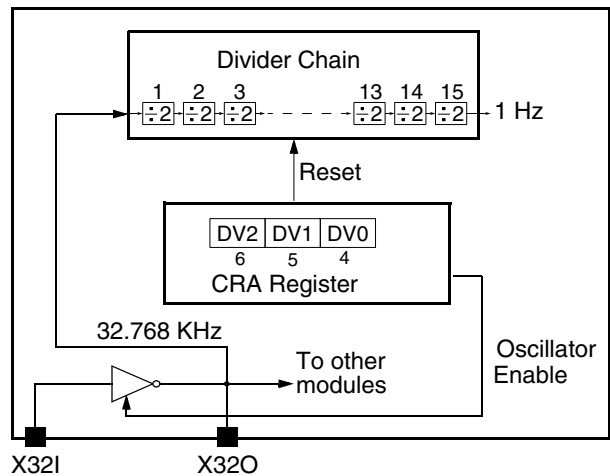 Divider Chain
1 2 3 13 14 15
÷2 ÷2 ÷2 ÷2 ÷2 ÷2 1 Hz
Reset
DV2 DV1 DV0
6 5 4
CRA Register
32.768 KHz
To other
modules
Oscillator
Enable
X32I X32O